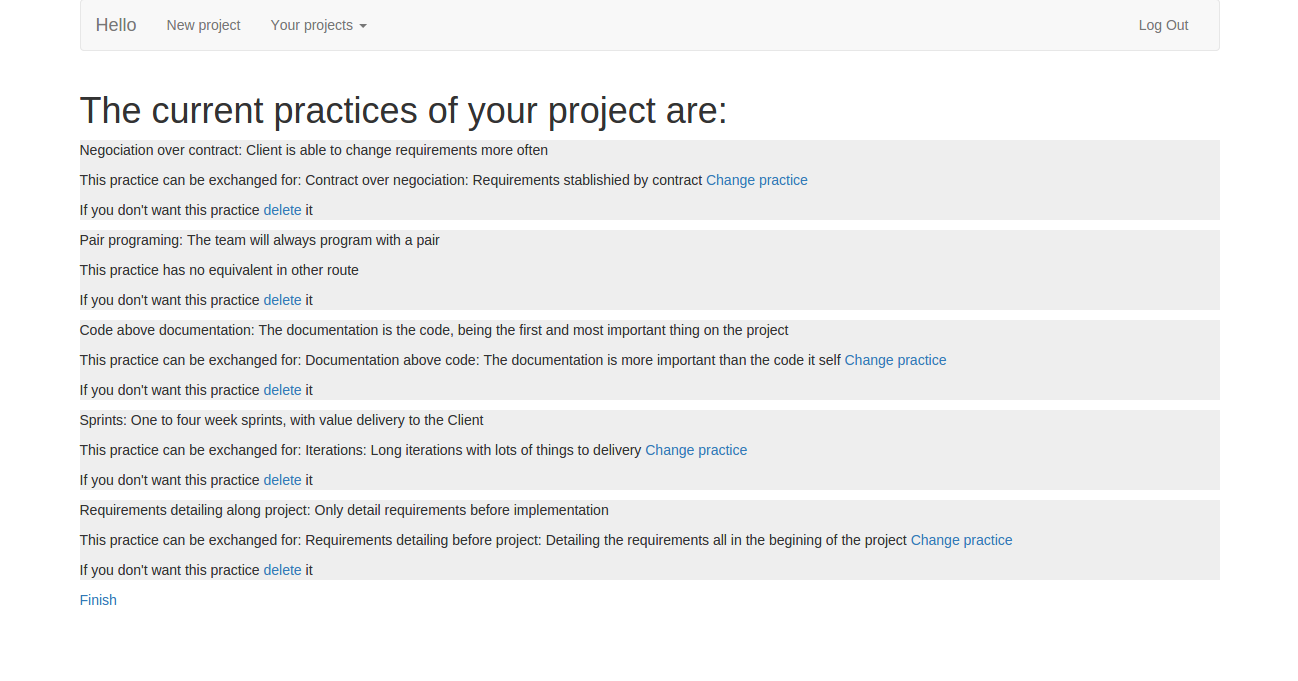 Hello New project Your projects Log Out
The current practices of your project are:
Negociation over contract: Client is able to change requirements more often
This practice can be exchanged for: Contract over negociation: Requirements stablishied by contract Change practice
If you don't want this practice delete it
Pair programing: The team will always program with a pair
This practice has no equivalent in other route
If you don't want this practice delete it
Code above documentation: The documentation is the code, being the first and most important thing on the project
This practice can be exchanged for: Documentation above code: The documentation is more important than the code it self Change practice
If you don't want this practice delete it
Sprints: One to four week sprints, with value delivery to the Client
This practice can be exchanged for: Iterations: Long iterations with lots of things to delivery Change practice
If you don't want this practice delete it
Requirements detailing along project: Only detail requirements before implementation
This practice can be exchanged for: Requirements detailing before project: Detailing the requirements all in the begining of the project Change practice
If you don't want this practice delete it
Finish